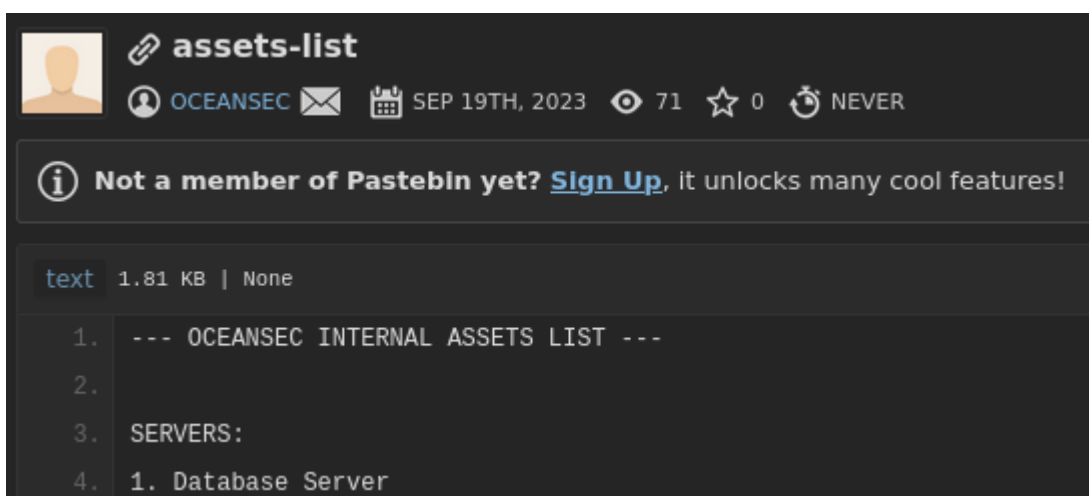 assets-list
OCEANSEC SEP 19TH, 2023 71 0 NEVER
Not a member of Pastebin yet? Sign Up, it unlocks many cool features!
text 1.81 KB | None
1. --- OCEANSEC INTERNAL ASSETS LIST ---
2.
3. SERVERS:
4. 1. Database Server